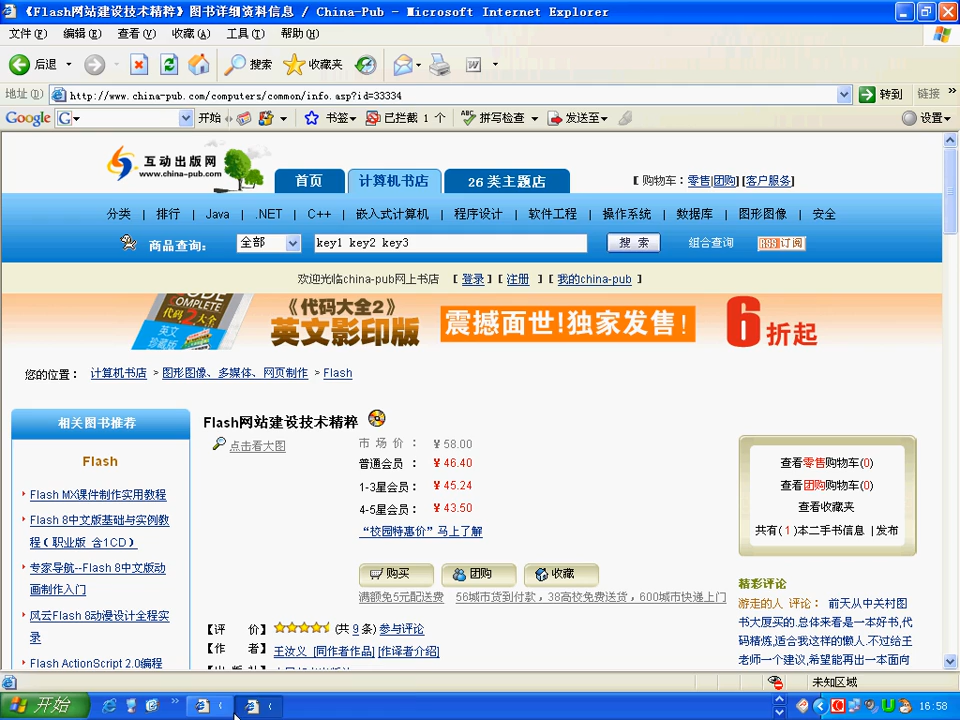 《Flash网站建设技术精粹》图书详细资料信息 / China-Pub - Microsoft Internet Explorer
文件(F) 编辑(E) 查看(V) 收藏(A) 工具(T) 帮助(H)
后退 搜索 收藏夹
地址(D) http://www.china-pub.com/computers/common/info.asp?id=33334 转到 链接 »
Google G 开始 书签 已拦截 1 个 ABC 拼写检查 发送至 设置
互动出版网
www.china-pub.com
首页 计算机书店 26 类主题店 【 购物车：零售|团购】[客户服务]
分类 | 排行 | Java | .NET | C++ | 嵌入式计算机 | 程序设计 | 软件工程 | 操作系统 | 数据库 | 图形图像 | 安全
商品查询： 全部 key1 key2 key3 搜 索 组合查询 RSS 订阅
欢迎光临china-pub网上书店 【 登录 】【 注册 】【 我的china-pub 】
CODE COMPLETE 代码大全2 英文珍藏版
《代码大全2》
英文影印版 震撼面世!独家发售! 6折起
您的位置： 计算机书店 > 图形图像、多媒体、网页制作 > Flash
相关图书推荐
Flash
Flash MX课件制作实用教程
Flash 8中文版基础与实例教
程（职业版 含1CD）
专家导航--Flash 8中文版动
画制作入门
风云Flash 8动漫设计全程实
录
Flash ActionScript 2.0编程
Flash网站建设技术精粹
点击看大图
市 场 价 ： ￥58.00
普通会员 ： ￥46.40
1-3星会员： ￥45.24
4-5星会员： ￥43.50
“校园特惠价”马上了解
购买 团购 收藏
满额免5元配送费 56城市货到付款，38高校免费送货，600城市快递上门
【评 价】 (共 9 条) 参与评论
【作 者】 王汝义 [同作者作品] [作译者介绍]
查看零售购物车(0)
查看团购购物车(0)
查看收藏夹
共有( 1 )本二手书信息 | 发布
精彩评论
游走的人 评论： 前天从中关村图
书大厦买的.总体来看是一本好书,代
码精炼,适合我这样的懒人.不过给王
老师一个建议,希望能再出一本面向
未知区域
开始 16:58